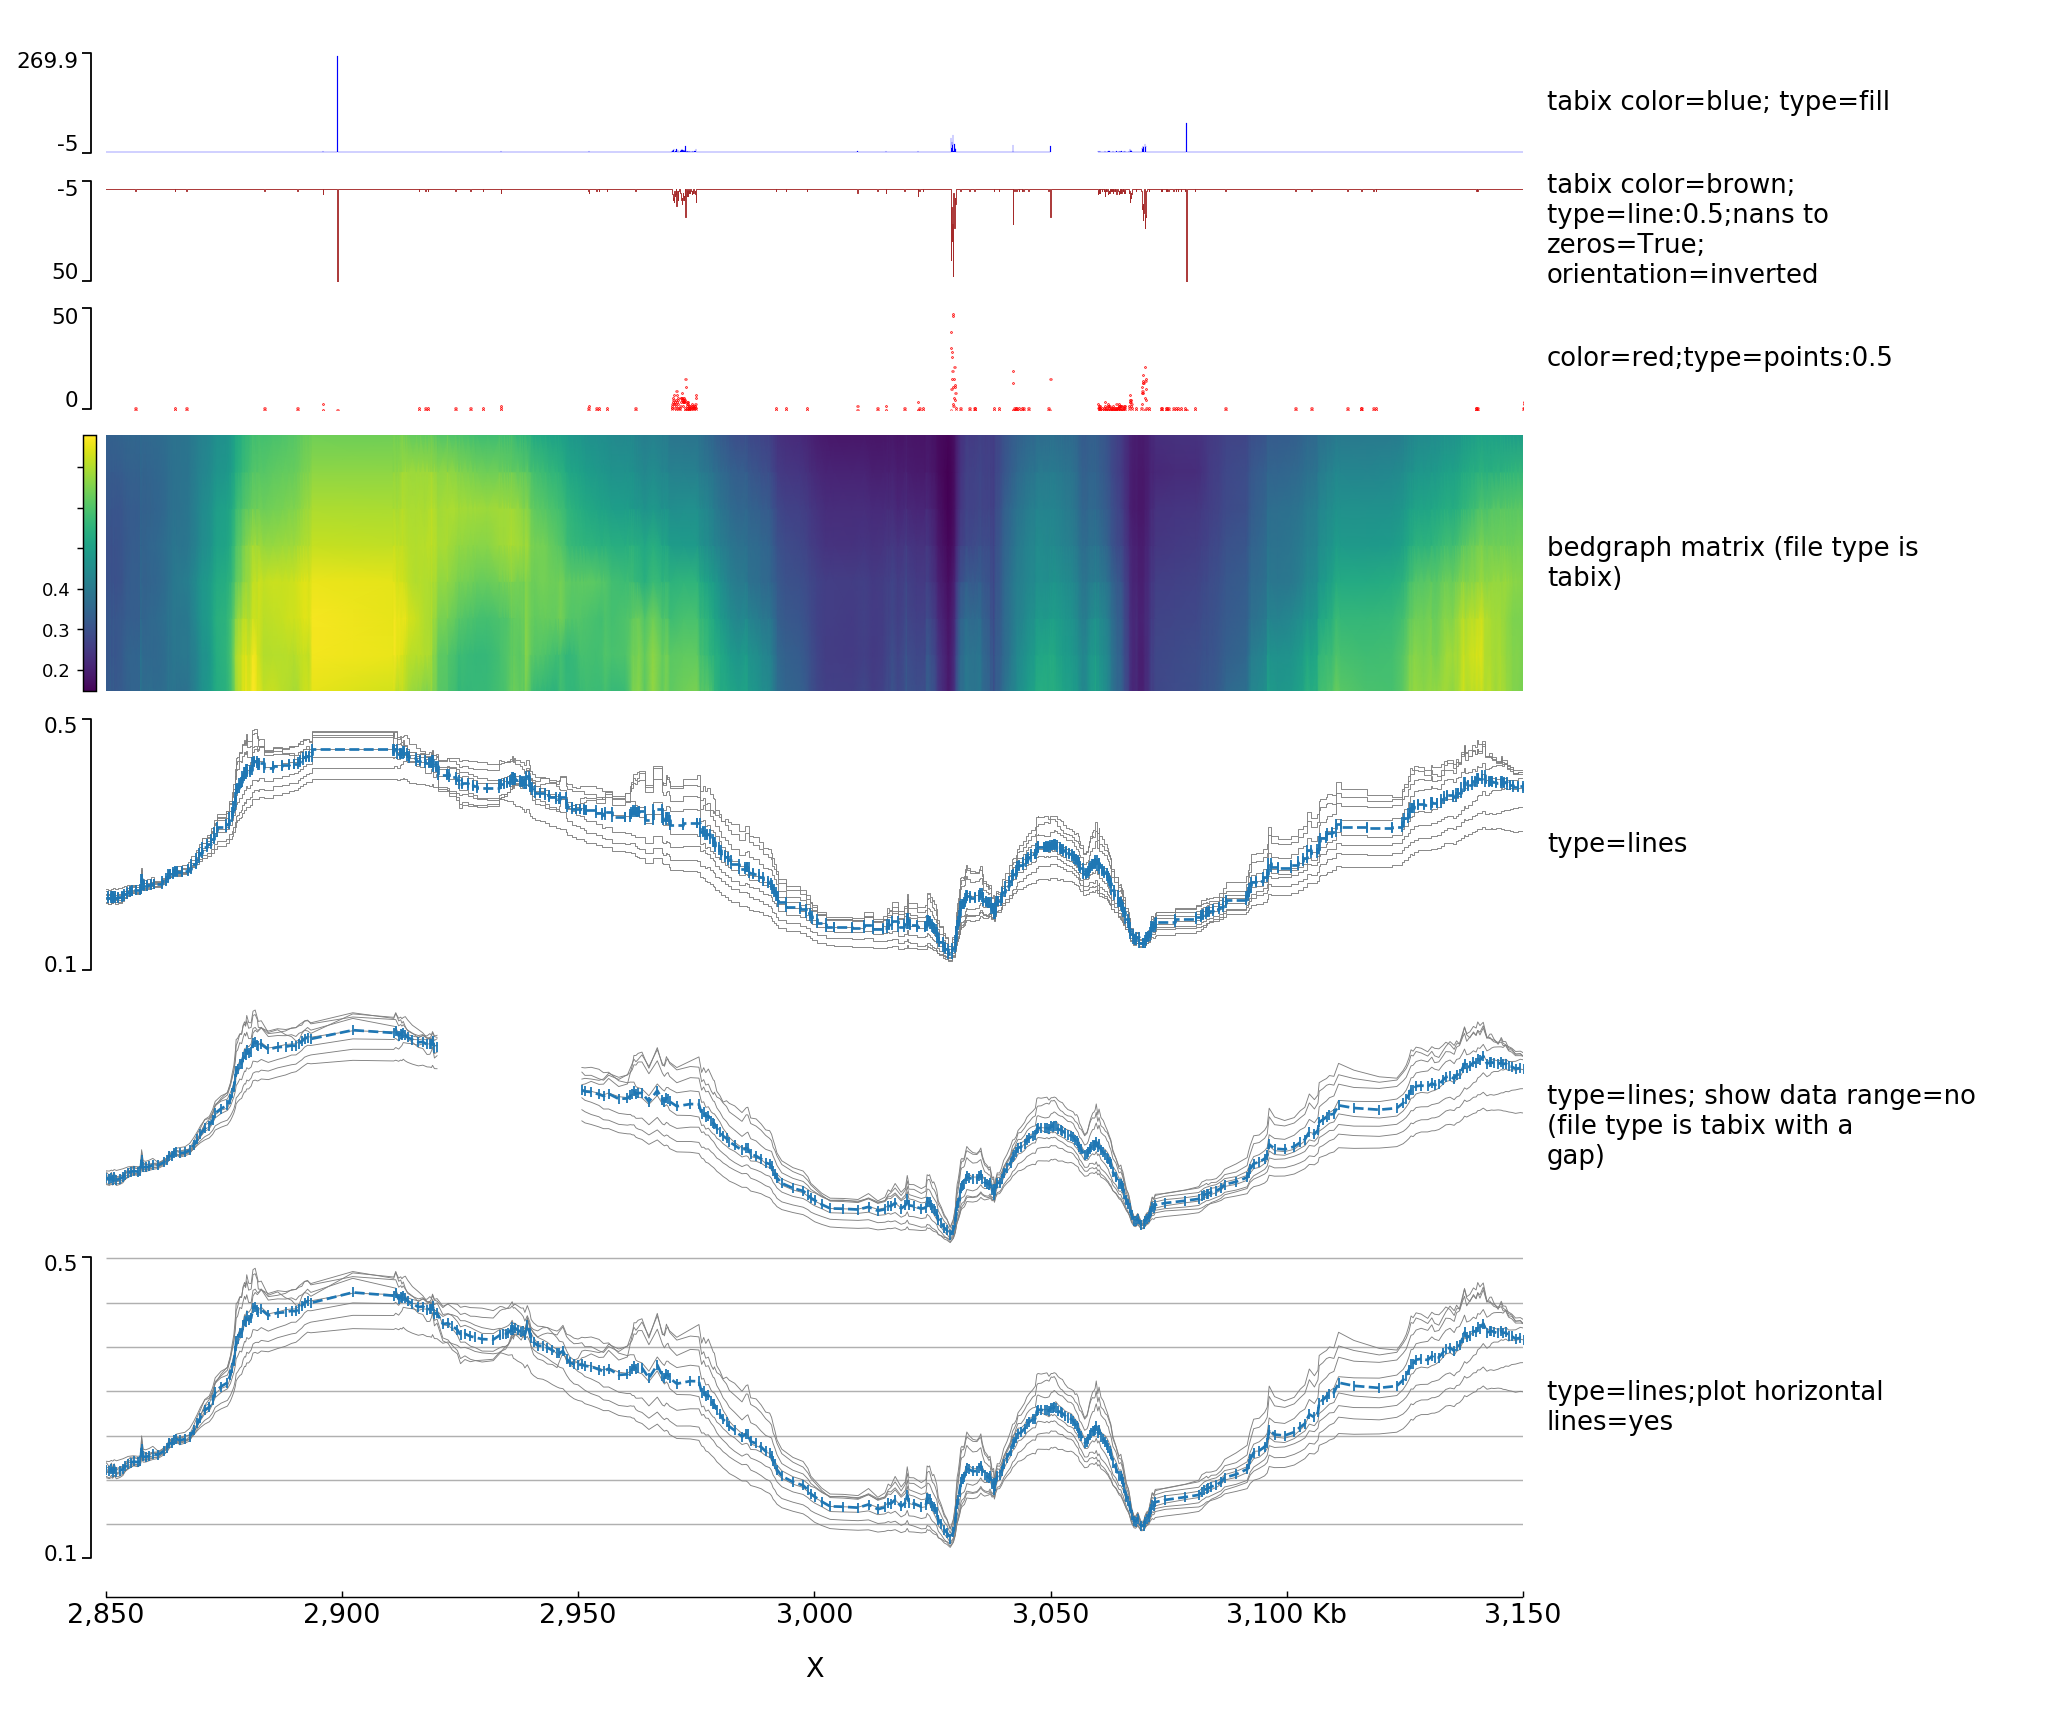 269.9
-5
tabix color=blue; type=fill
-5
50
tabix color=brown;
type=line:0.5;nans to
zeros=True;
orientation=inverted
50
0
color=red;type=points:0.5
0.4
0.3
0.2
bedgraph matrix (file type is
tabix)
0.5
0.1
type=lines
type=lines; show data range=no
(file type is tabix with a
gap)
0.5
0.1
type=lines;plot horizontal
lines=yes
2,850 2,900 2,950 3,000 3,050 3,100 Kb 3,150
X